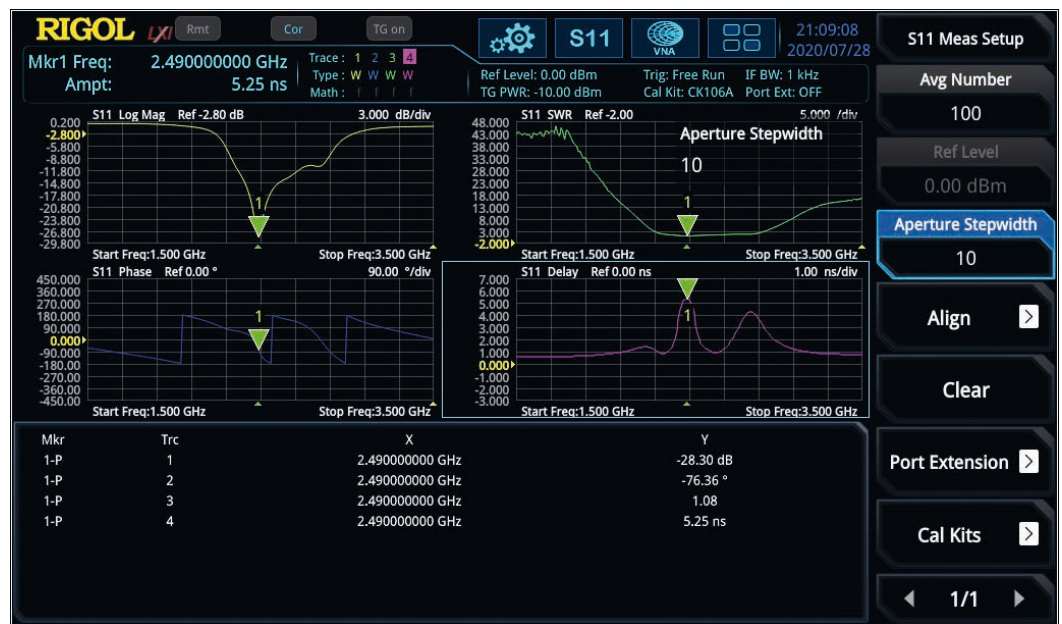 RIGOL LXI Rmt Cor TG on S11 VNA 21:09:08
2020/07/28
Mkr1 Freq: 2.490000000 GHz
Ampt: 5.25 ns
Trace: 1 2 3 4
Type: W W W W
Math: f f f f
Ref Level: 0.00 dBm Trig: Free Run IF BW: 1 kHz
TG PWR: -10.00 dBm Cal Kit: CK106A Port Ext: OFF
S11 Log Mag Ref -2.80 dB 3.000 dB/div
0.200
-2.800
-5.800
-8.800
-11.800
-14.800
-17.800
-20.800
-23.800
-26.800
-29.800
1
Start Freq:1.500 GHz Stop Freq:3.500 GHz
S11 SWR Ref -2.00 5.000 /div
48.000
43.000
38.000
33.000
28.000
23.000
18.000
13.000
8.000
3.000
-2.000
Aperture Stepwidth
10
1
Start Freq:1.500 GHz Stop Freq:3.500 GHz
S11 Phase Ref 0.00 ° 90.00 °/div
450.000
360.000
270.000
180.000
90.000
0.000
-90.000
-180.00
-270.00
-360.00
-450.00
1
Start Freq:1.500 GHz Stop Freq:3.500 GHz
S11 Delay Ref 0.00 ns 1.00 ns/div
7.000
6.000
5.000
4.000
3.000
2.000
1.000
0.000
-1.000
-2.000
-3.000
1
Start Freq:1.500 GHz Stop Freq:3.500 GHz
Mkr Trc X Y
1-P 1 2.490000000 GHz -28.30 dB
1-P 2 2.490000000 GHz -76.36 °
1-P 3 2.490000000 GHz 1.08
1-P 4 2.490000000 GHz 5.25 ns
S11 Meas Setup
Avg Number
100
Ref Level
0.00 dBm
Aperture Stepwidth
10
Align
Clear
Port Extension
Cal Kits
1/1